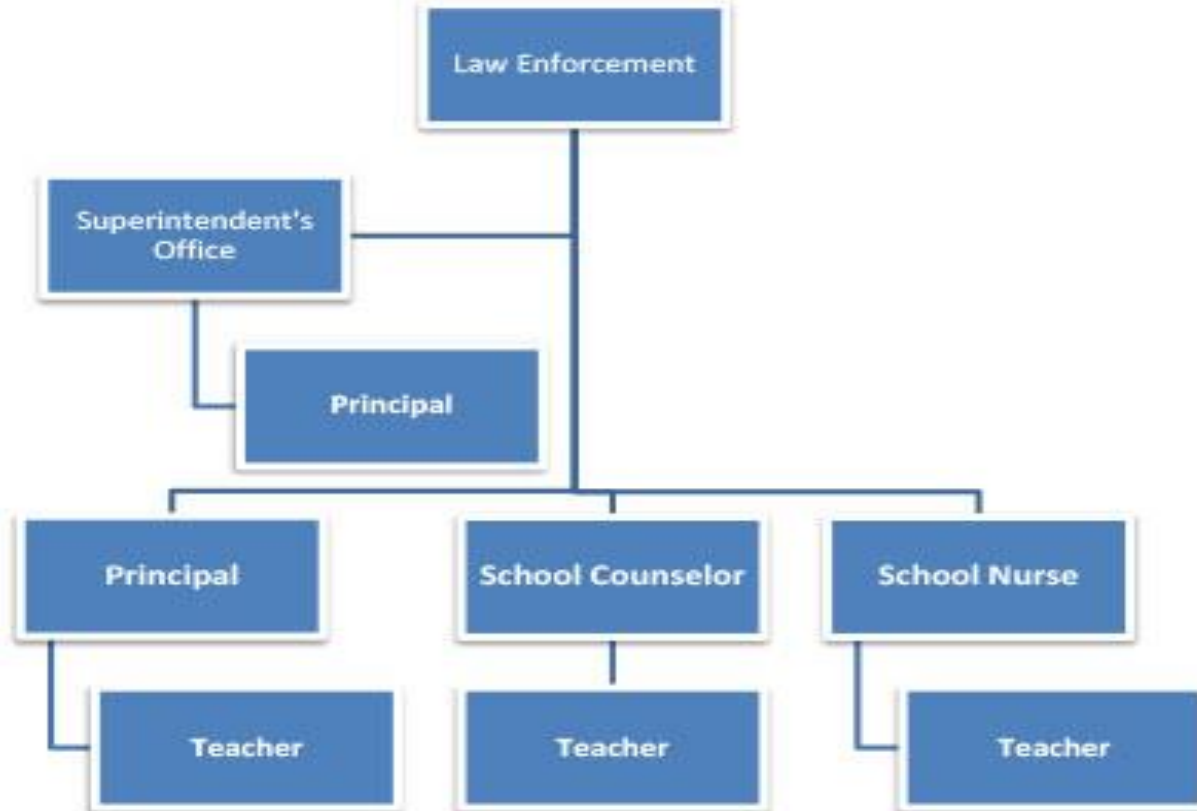 Law Enforcement
Superintendent's
Office
Principal
Principal
School Counselor
School Nurse
Teacher
Teacher
Teacher